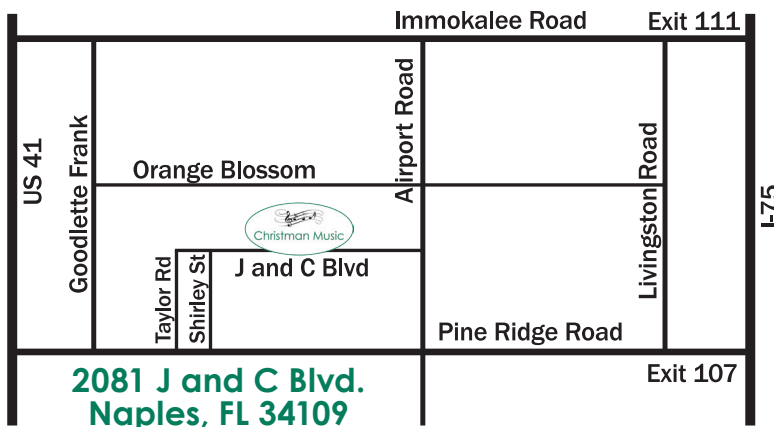 Immokalee Road
Exit 111
US 41
Goodlette Frank
Airport Road
Livingston Road
I-75
Orange Blossom
Christman Music
J and C Blvd
Taylor Rd
Shirley St
Pine Ridge Road
Exit 107
2081 J and C Blvd.
Naples, FL 34109